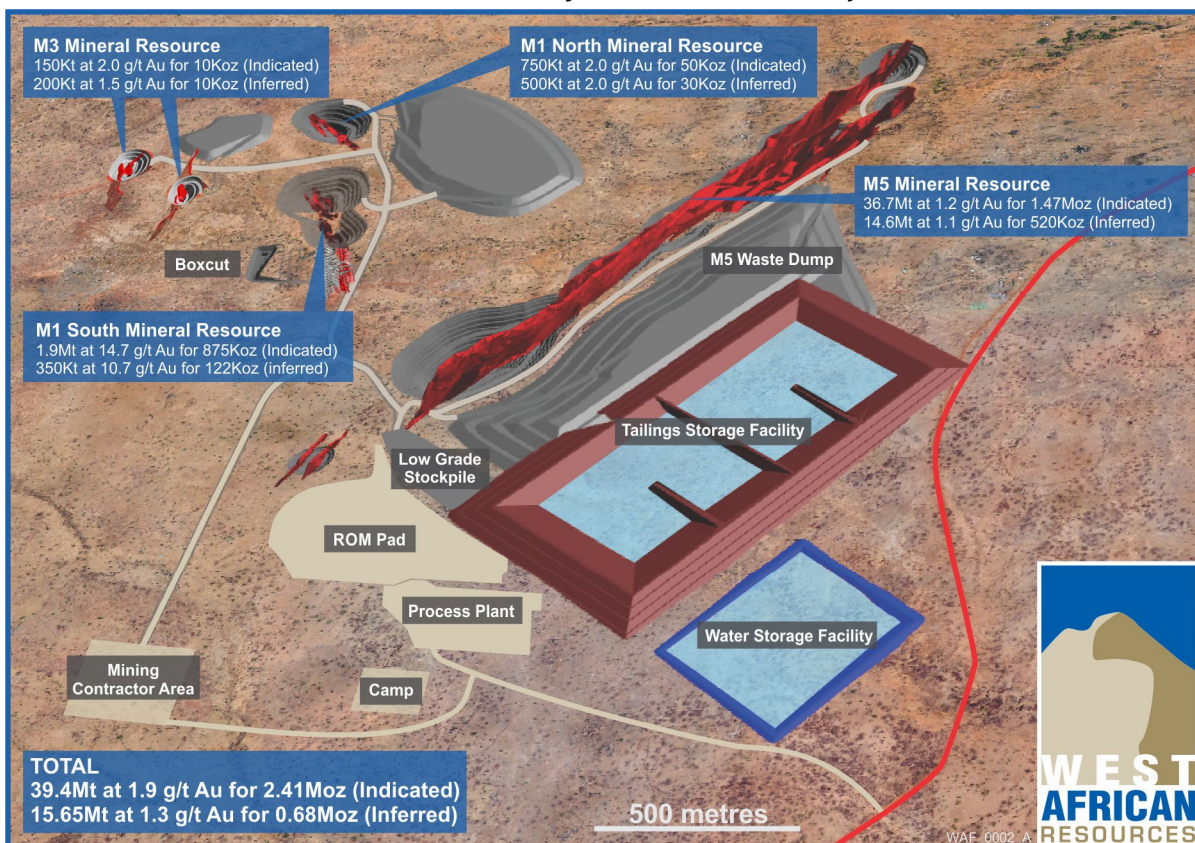 M3 Mineral Resource
150Kt at 2.0 g/t Au for 10Koz (Indicated)
200Kt at 1.5 g/t Au for 10Koz (Inferred)
M1 North Mineral Resource
750Kt at 2.0 g/t Au for 50Koz (Indicated)
500Kt at 2.0 g/t Au for 30Koz (Inferred)
M5 Mineral Resource
36.7Mt at 1.2 g/t Au for 1.47Moz (Indicated)
14.6Mt at 1.1 g/t Au for 520Koz (Inferred)
Boxcut
M5 Waste Dump
M1 South Mineral Resource
1.9Mt at 14.7 g/t Au for 875Koz (Indicated)
350Kt at 10.7 g/t Au for 122Koz (inferred)
Tailings Storage Facility
Low Grade
Stockpile
ROM Pad
Process Plant
Water Storage Facility
Mining
Contractor Area
Camp
TOTAL
39.4Mt at 1.9 g/t Au for 2.41Moz (Indicated)
15.65Mt at 1.3 g/t Au for 0.68Moz (Inferred)
500 metres
WAF_0002_A
WEST
AFRICAN
RESOURCES